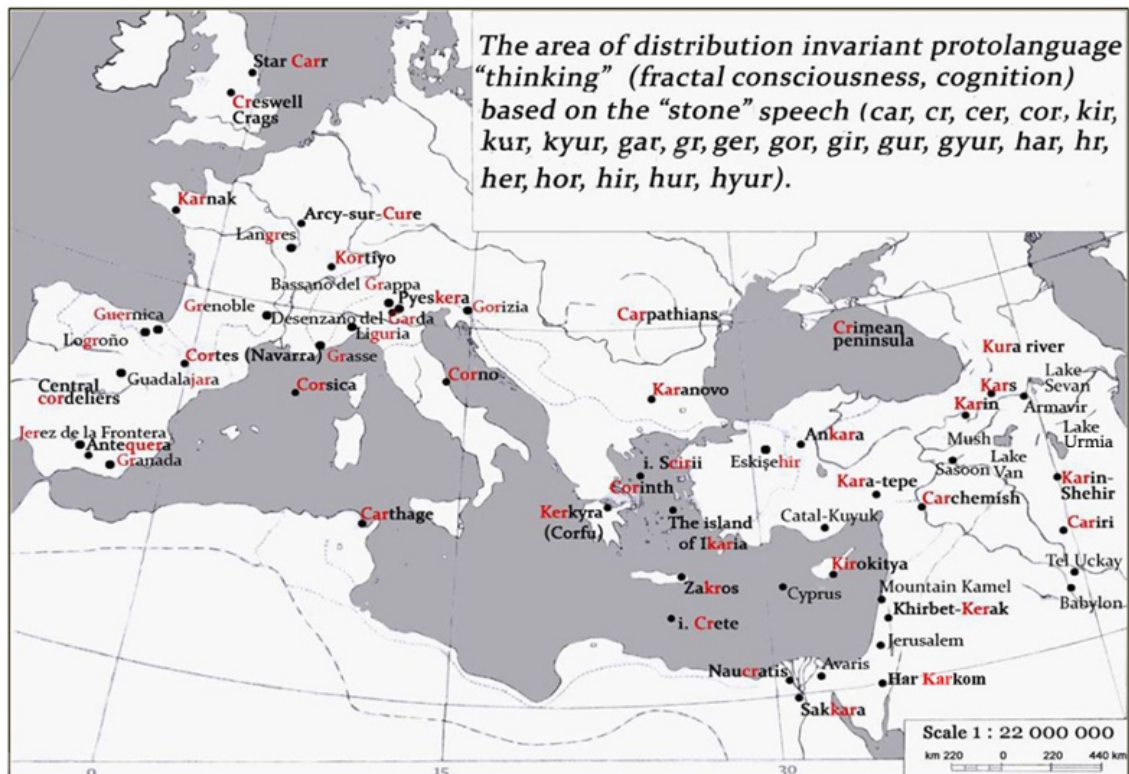 The area of distribution invariant protolanguage
"thinking" (fractal consciousness, cognition)
based on the "stone" speech (car, cr, cer, cor, kir,
kur, kyur, gar, gr, ger, gor, gir, gur, gyur, har, hr,
her, hor, hir, hur, hyur).
Star Carr
Creswell
Crags
Karnak
Arcy-sur-Cure
Langres
Kortiyo
Bassano del Grappa
Pyeskera
Grenoble
Guernica
Desenzano del Garda
Gorizia
Liguria
Logroño
Cortes (Navarra)
Grasse
Guadalajara
Corsica
Corno
Central
cordeliers
Jerez de la Frontera
Antequera
Granada
Carthage
Carpathians
Crimean
peninsula
Karanovo
Kura river
Lake
Sevan
Kars
Karin
Armavir
Ankara
Eskişehir
Mush
Lake
Urmia
Sasoon
Lake
Van
i. Scirii
Corinth
Kara-tepe
Karin-
Shehir
Carchemish
Kerkyra
(Corfu)
The island
of Ikaria
Catal-Kuyuk
Cariri
Kirokitya
Tel Uckay
Zakros
Cyprus
Mountain Kamel
Babylon
Khirbet-Kerak
i. Crete
Jerusalem
Naucratis
Avaris
Har Karkom
Sakkara
Scale 1 : 22 000 000
km 220 0 220 440 km
0
15
30